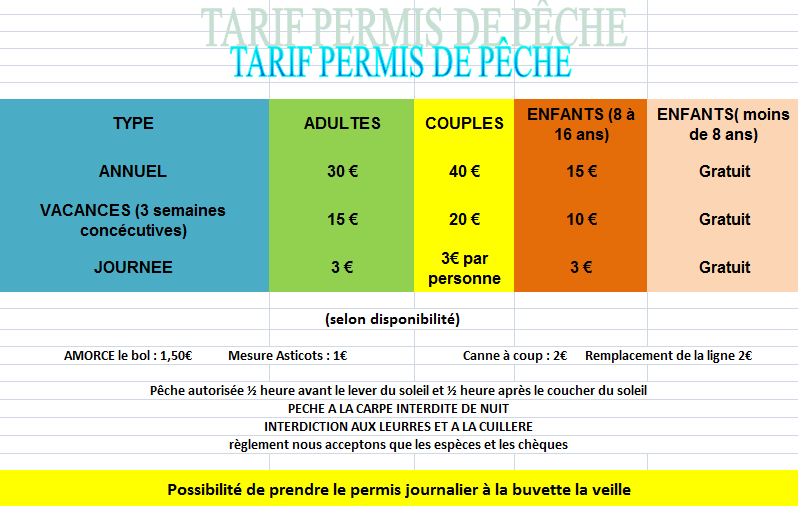 TARIF PERMIS DE PÊCHE
TARIF PERMIS DE PÊCHE
TYPE ADULTES COUPLES ENFANTS (8 à 16 ans) ENFANTS( moins de 8 ans)
ANNUEL 30 € 40 € 15 € Gratuit
VACANCES (3 semaines concécutives) 15 € 20 € 10 € Gratuit
JOURNEE 3 € 3€ par personne 3 € Gratuit
(selon disponibilité)
AMORCE le bol : 1,50€ Mesure Asticots : 1€ Canne à coup : 2€ Remplacement de la ligne 2€
Pêche autorisée ½ heure avant le lever du soleil et ½ heure après le coucher du soleil
PECHE A LA CARPE INTERDITE DE NUIT
INTERDICTION AUX LEURRES ET A LA CUILLERE
règlement nous acceptons que les espèces et les chèques
Possibilité de prendre le permis journalier à la buvette la veille